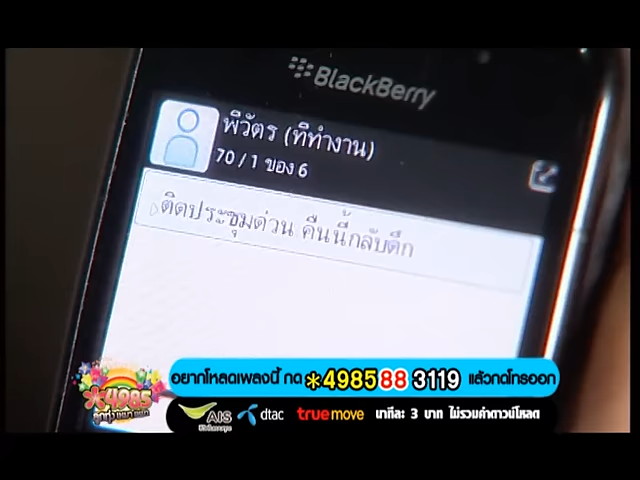 BlackBerry
พิวัตร (ที่ทำงาน)
70 / 1 ของ 6
ติดประชุมด่วน คืนนี้กลับดึก
อยากโหลดเพลงนี้ กด *4985 88 3119 แล้วกดโทรออก
*4985
AIS dtac truemove นาทีละ 3 บาท ไม่รวมค่าดาวน์โหลด